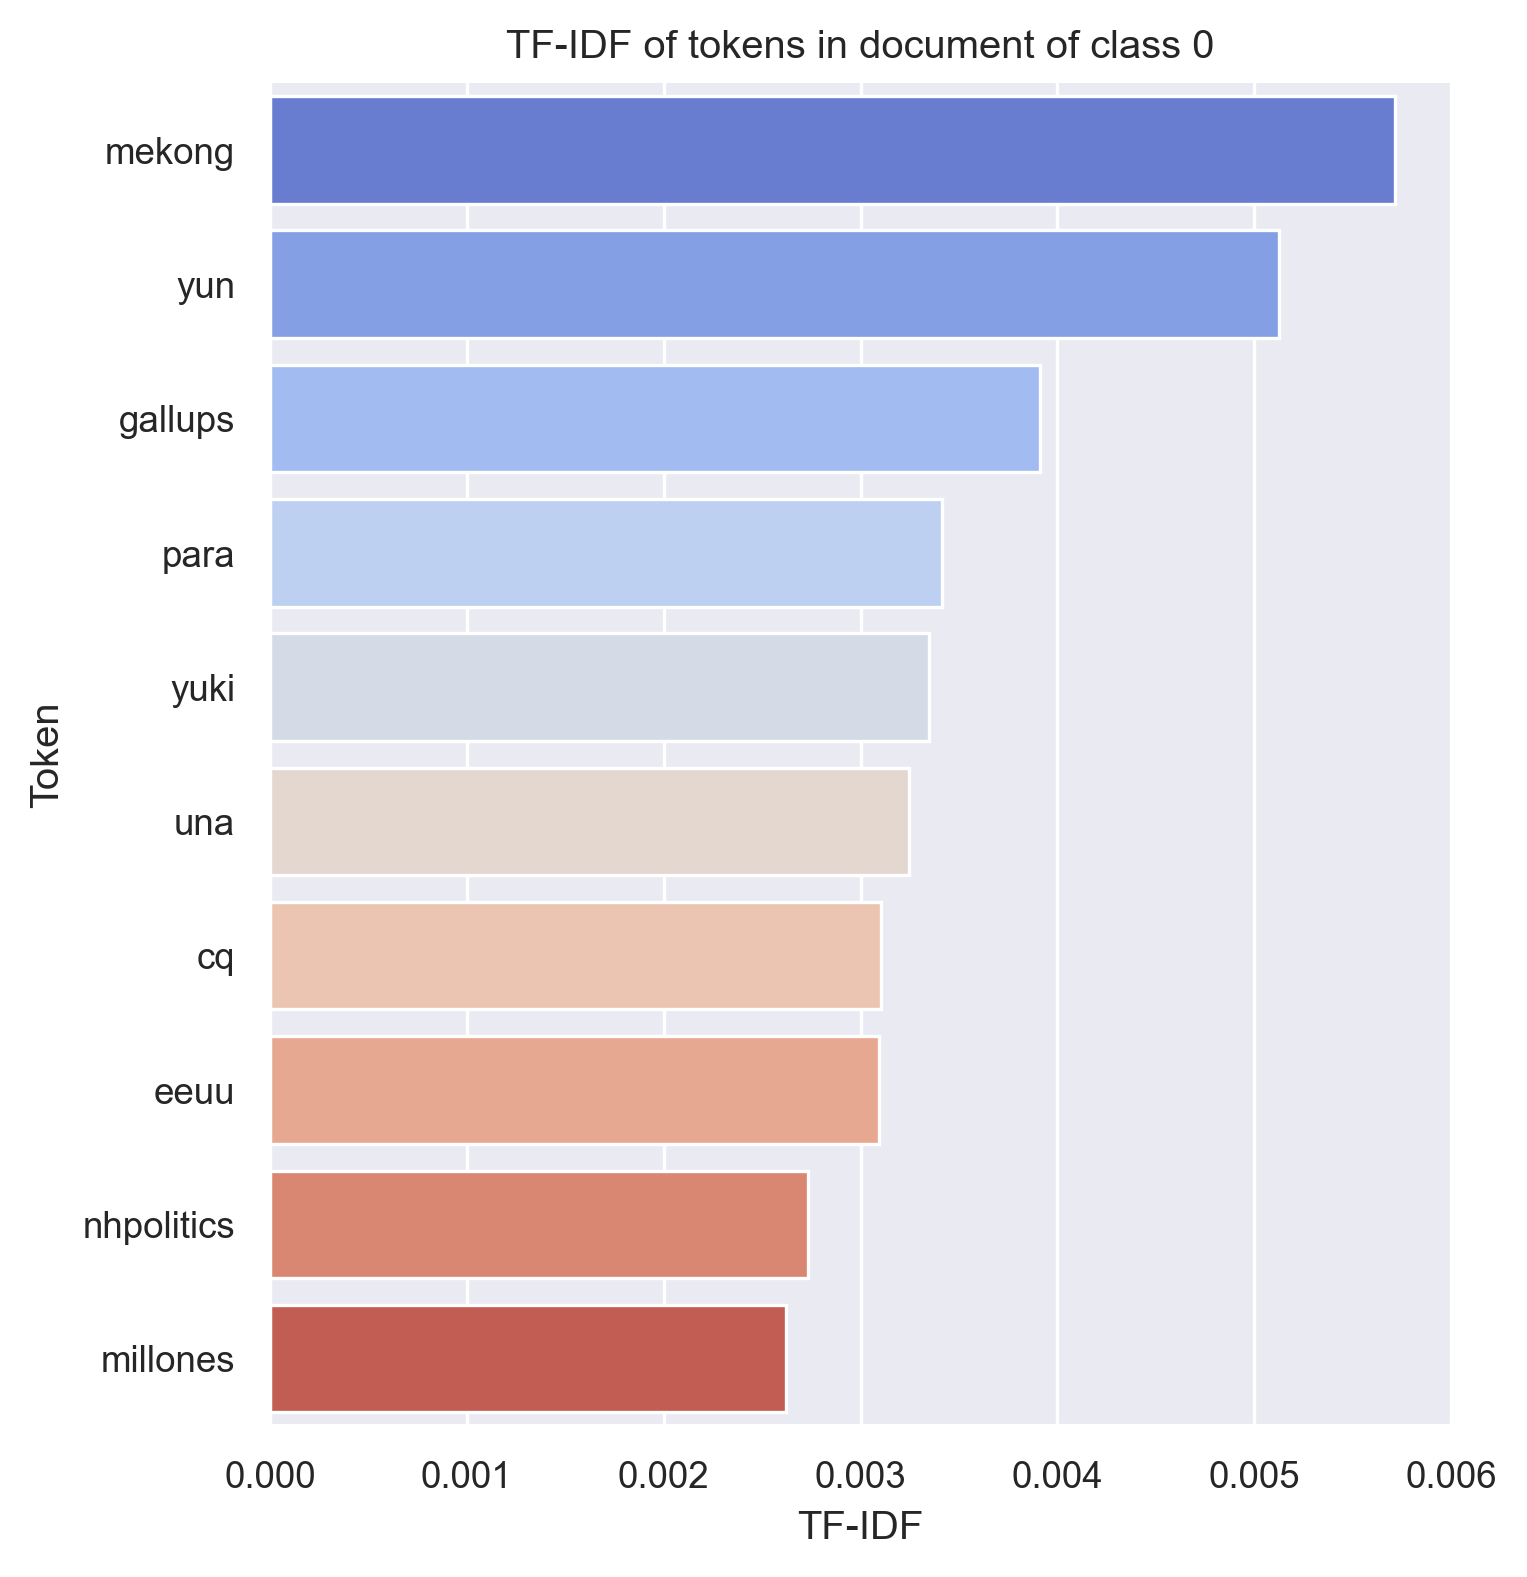 TF-IDF of tokens in document of class 0
mekong
yun
gallups
para
yuki
una
cq
eeuu
nhpolitics
millones
Token
0.000 0.001 0.002 0.003 0.004 0.005 0.006
TF-IDF